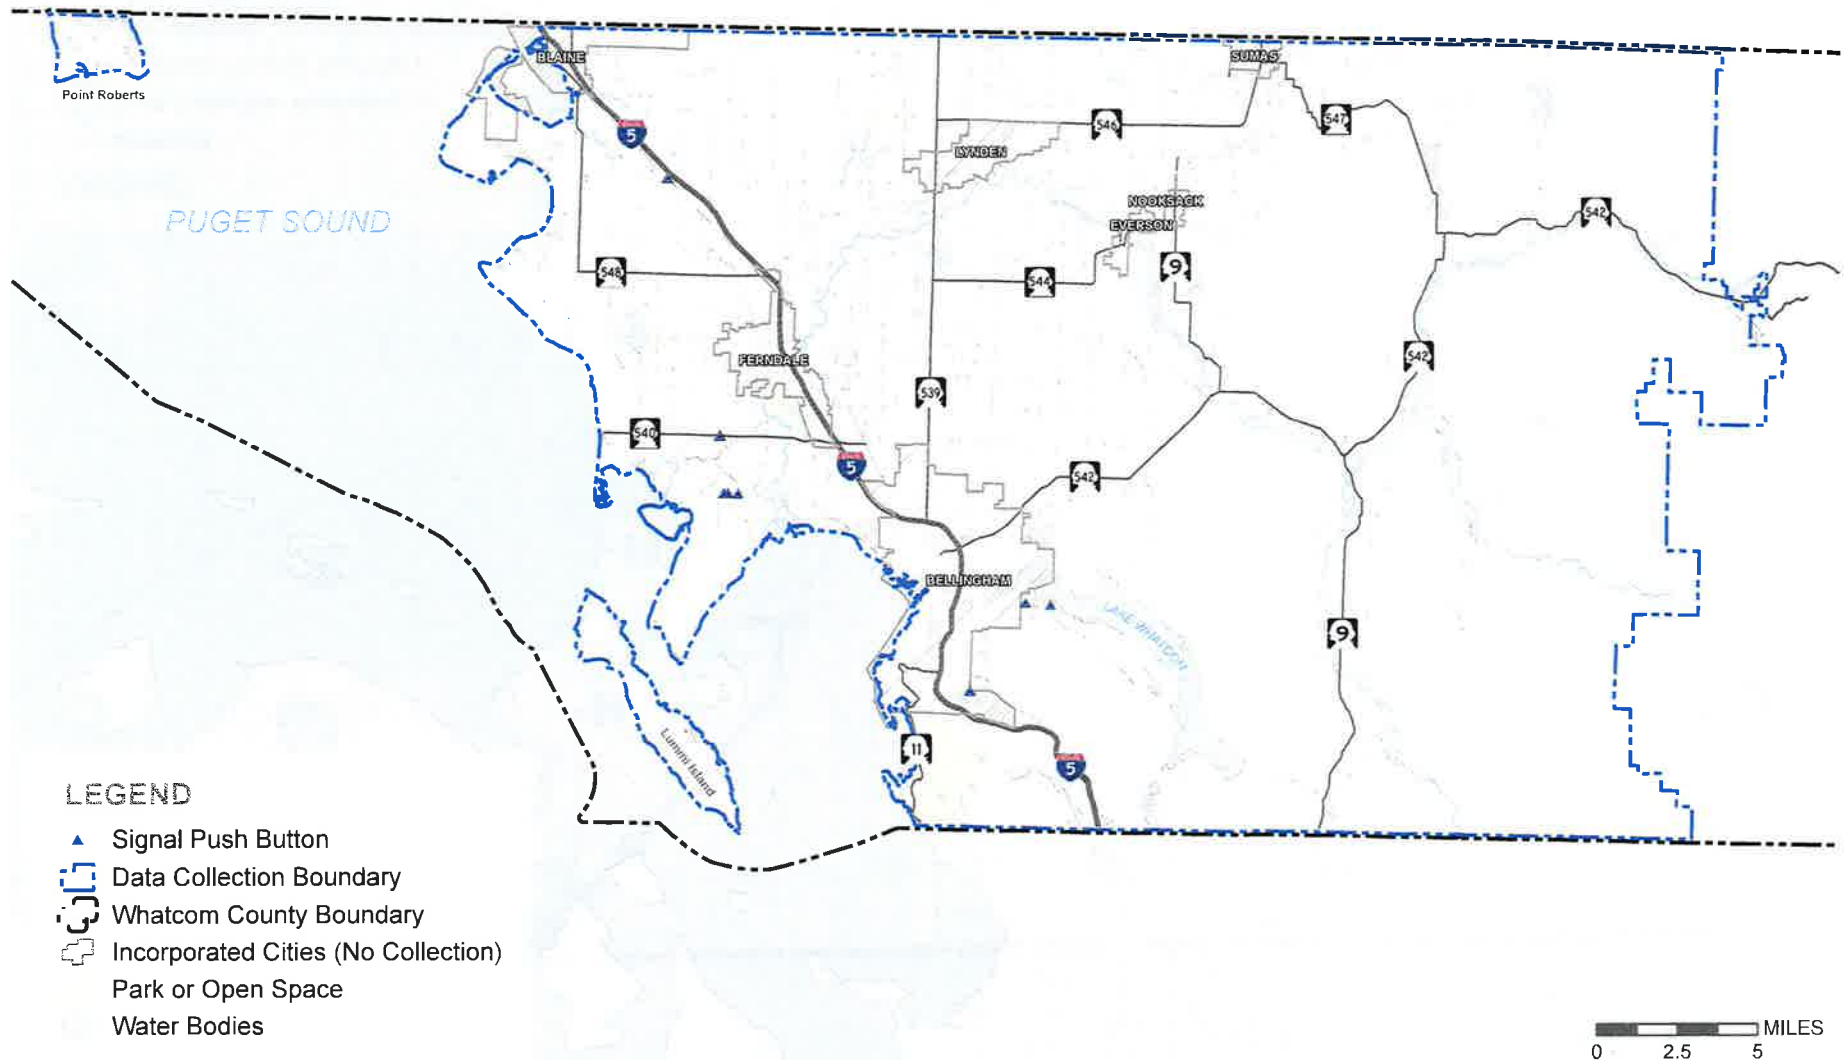 Point Roberts
BLAINE
SUMAS
5
546
547
LYNDEN
NOOKSACK
EVERSON
542
PUGET SOUND
548
544
9
FERNDALE
542
539
540
5
542
BELLINGHAM
LAKE WHATCOM
9
Lummi Island
11
5
LEGEND
Signal Push Button
Data Collection Boundary
Whatcom County Boundary
Incorporated Cities (No Collection)
Park or Open Space
Water Bodies
MILES
0 2.5 5